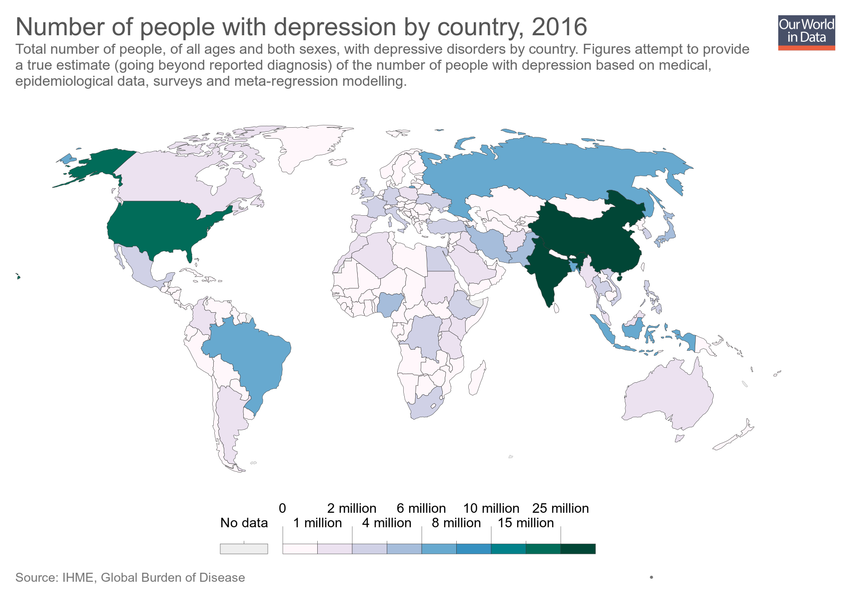 Number of people with depression by country, 2016
Our World
in Data
Total number of people, of all ages and both sexes, with depressive disorders by country. Figures attempt to provide
a true estimate (going beyond reported diagnosis) of the number of people with depression based on medical,
epidemiological data, surveys and meta-regression modelling.
0 2 million 6 million 10 million 25 million
No data 1 million 4 million 8 million 15 million
Source: IHME, Global Burden of Disease